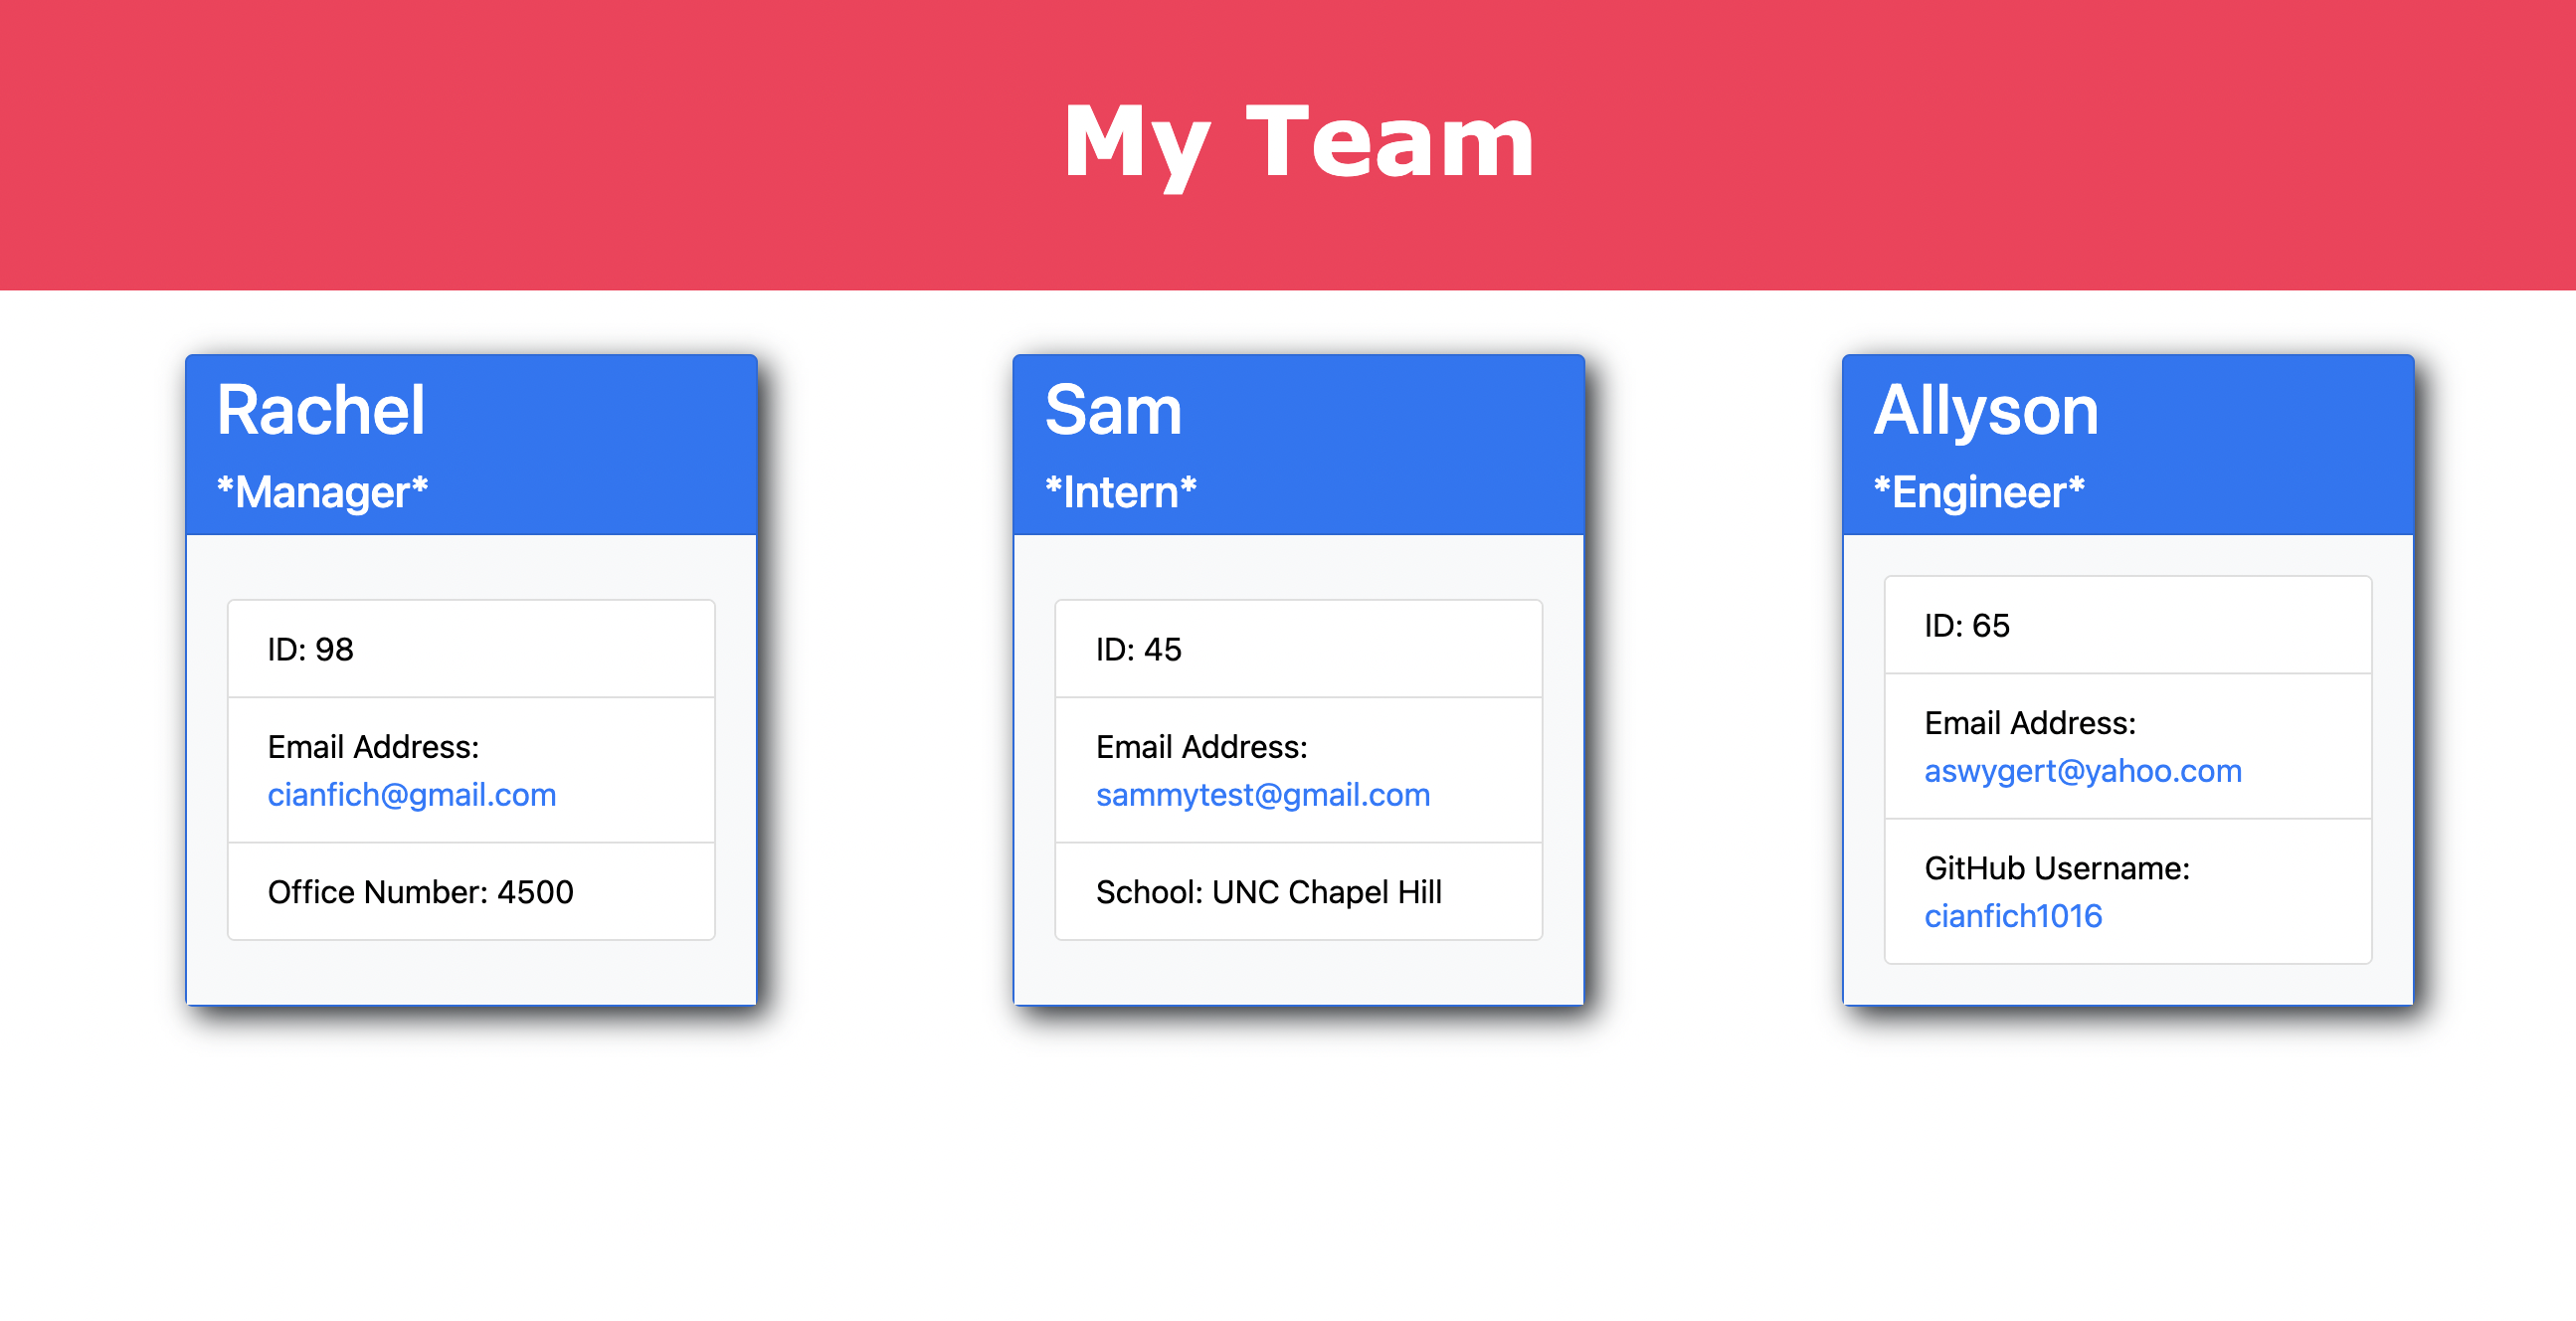 My Team
Rachel
*Manager*
ID: 98
Email Address:
cianfich@gmail.com
Office Number: 4500
Sam
*Intern*
ID: 45
Email Address:
sammytest@gmail.com
School: UNC Chapel Hill
Allyson
*Engineer*
ID: 65
Email Address:
aswygert@yahoo.com
GitHub Username:
cianfich1016